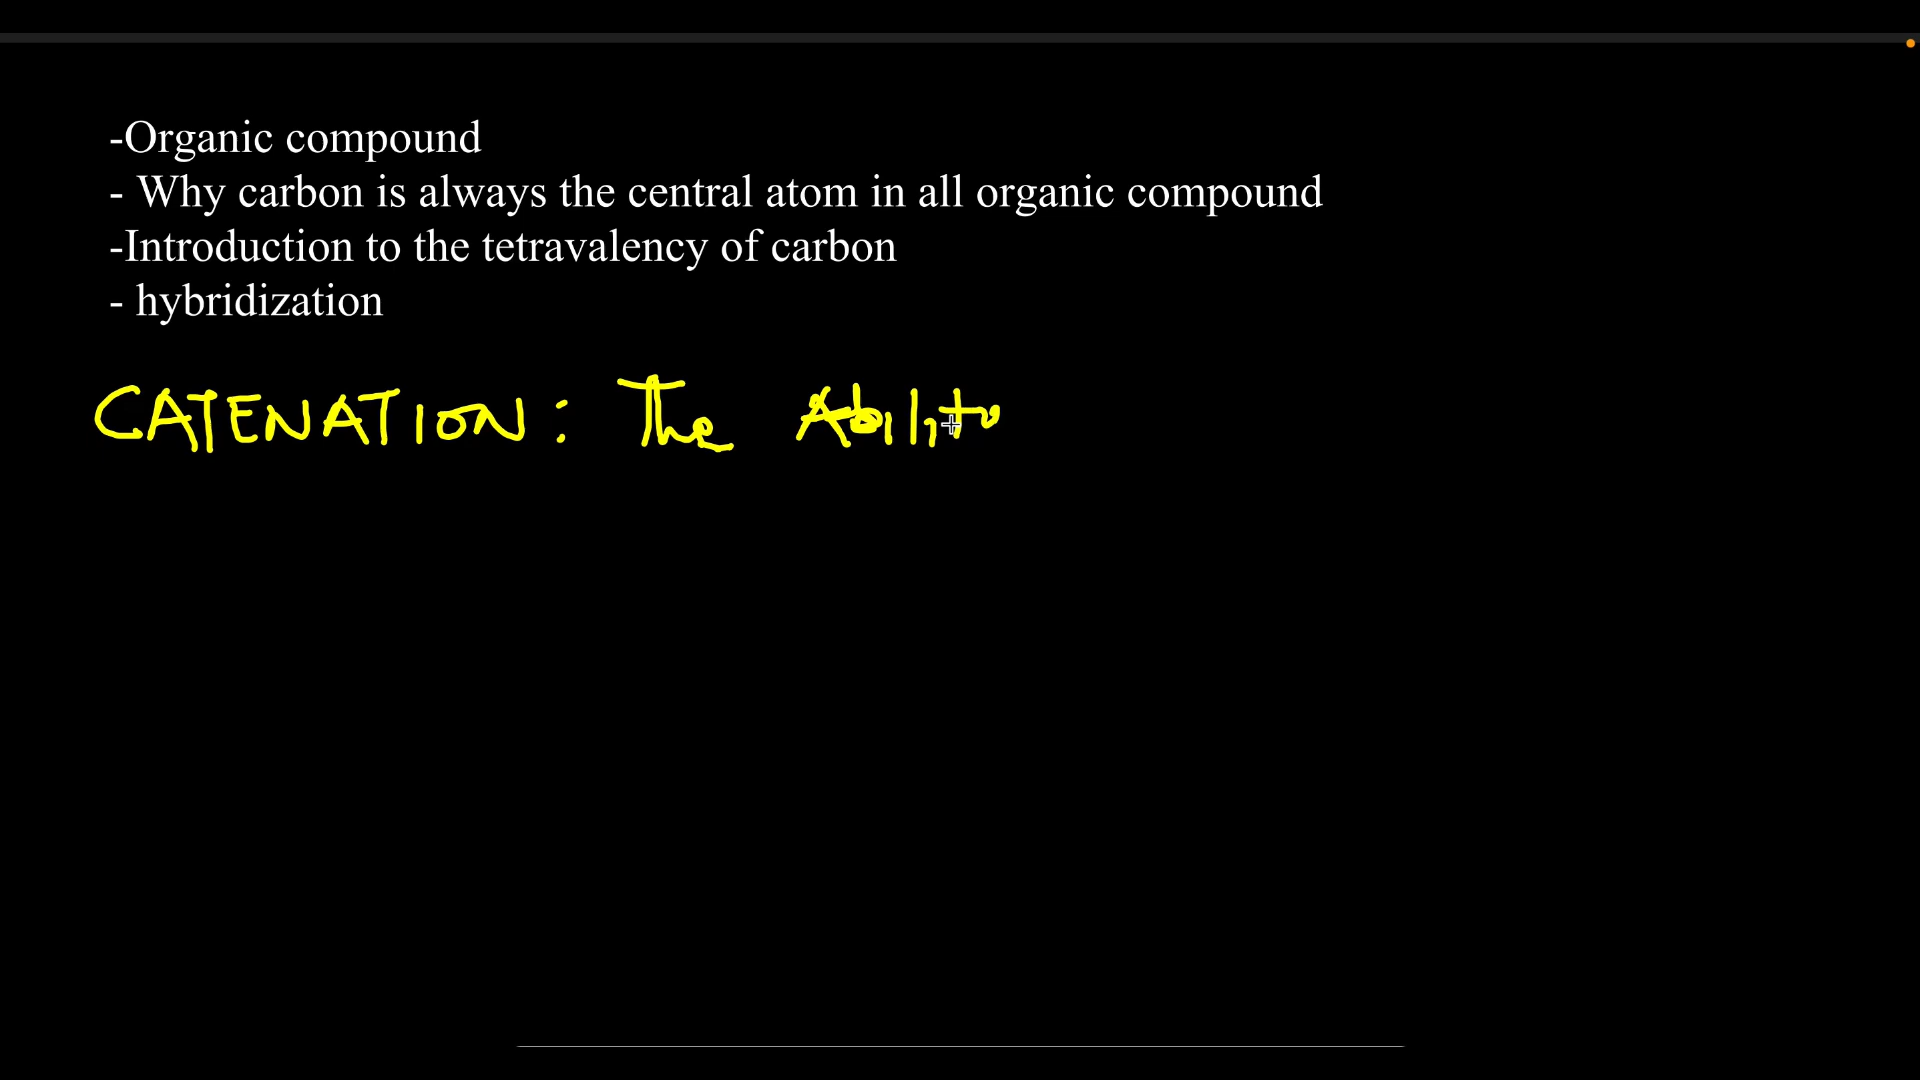 -Organic compound
- Why carbon is always the central atom in all organic compound
-Introduction to the tetravalency of carbon
- hybridization
CATENATION: The